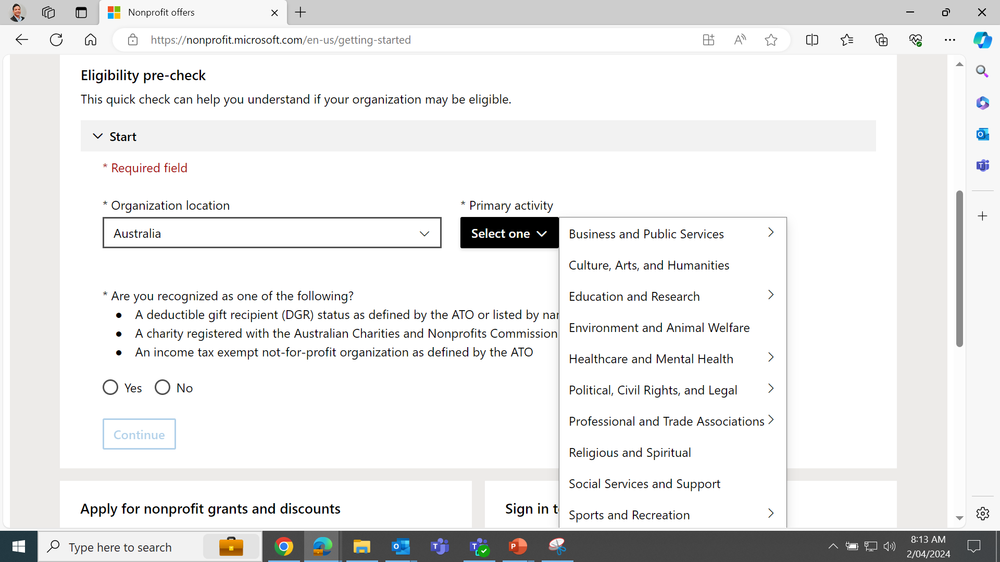 Nonprofit offers
https://nonprofit.microsoft.com/en-us/getting-started
Eligibility pre-check
This quick check can help you understand if your organization may be eligible.
Start
* Required field
* Organization location
Australia
* Primary activity
Select one
Business and Public Services
Culture, Arts, and Humanities
Education and Research
Environment and Animal Welfare
Healthcare and Mental Health
Political, Civil Rights, and Legal
Professional and Trade Associations
Religious and Spiritual
Social Services and Support
Sports and Recreation
* Are you recognized as one of the following?
● A deductible gift recipient (DGR) status as defined by the ATO or listed by
● A charity registered with the Australian Charities and Nonprofits Commission
● An income tax exempt not-for-profit organization as defined by the ATO
Yes No
Continue
Apply for nonprofit grants and discounts
Sign in
Type here to search
8:13 AM
2/04/2024